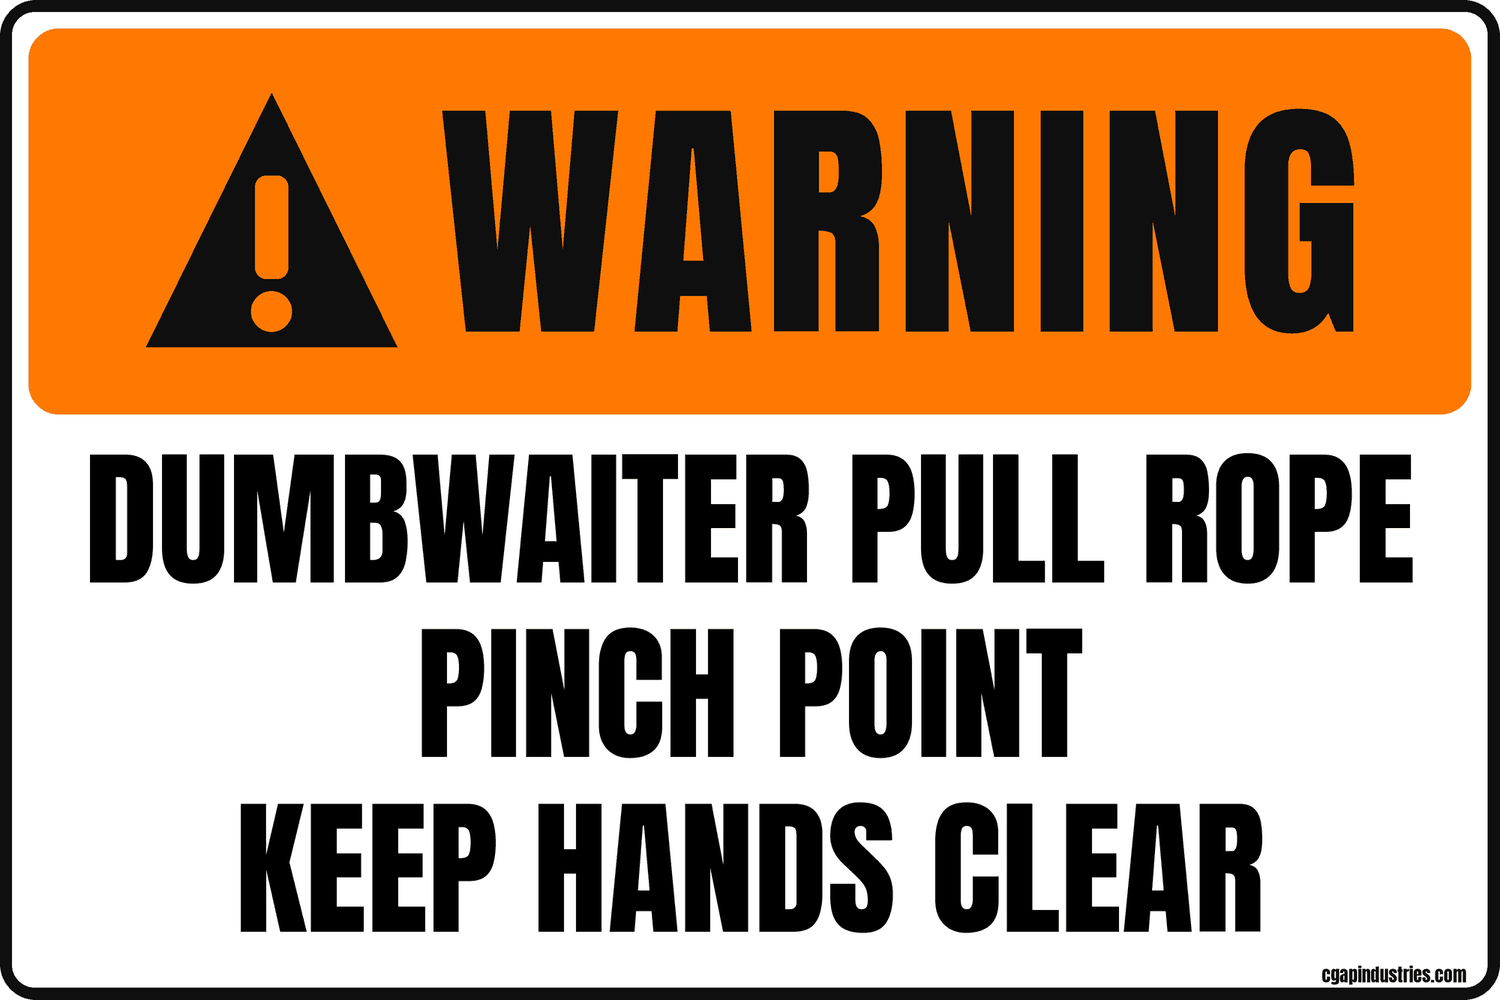 WARNING
DUMBWAITER PULL ROPE
PINCH POINT
KEEP HANDS CLEAR
cgapindustries.com